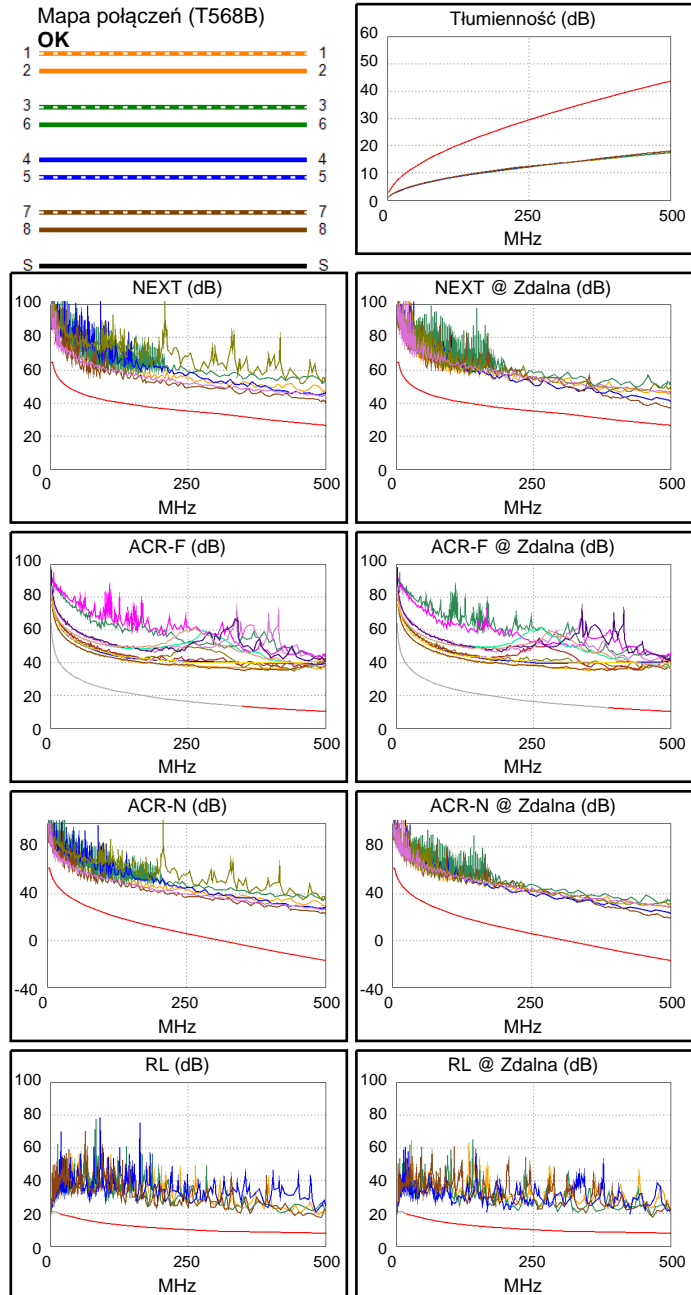 Mapa połączeń (T568B)
OK
1 1
2 2
3 3
6 6
4 4
5 5
7 7
8 8
S S
Tłumienność (dB)
60
50
40
30
20
10
0
0 250 500
MHz
NEXT (dB)
100
80
60
40
20
0
0 250 500
MHz
NEXT @ Zdalna (dB)
100
80
60
40
20
0
0 250 500
MHz
ACR-F (dB)
100
80
60
40
20
0
0 250 500
MHz
ACR-F @ Zdalna (dB)
100
80
60
40
20
0
0 250 500
MHz
ACR-N (dB)
80
40
0
-40
0 250 500
MHz
ACR-N @ Zdalna (dB)
80
40
0
-40
0 250 500
MHz
RL (dB)
100
80
60
40
20
0
0 250 500
MHz
RL @ Zdalna (dB)
100
80
60
40
20
0
0 250 500
MHz